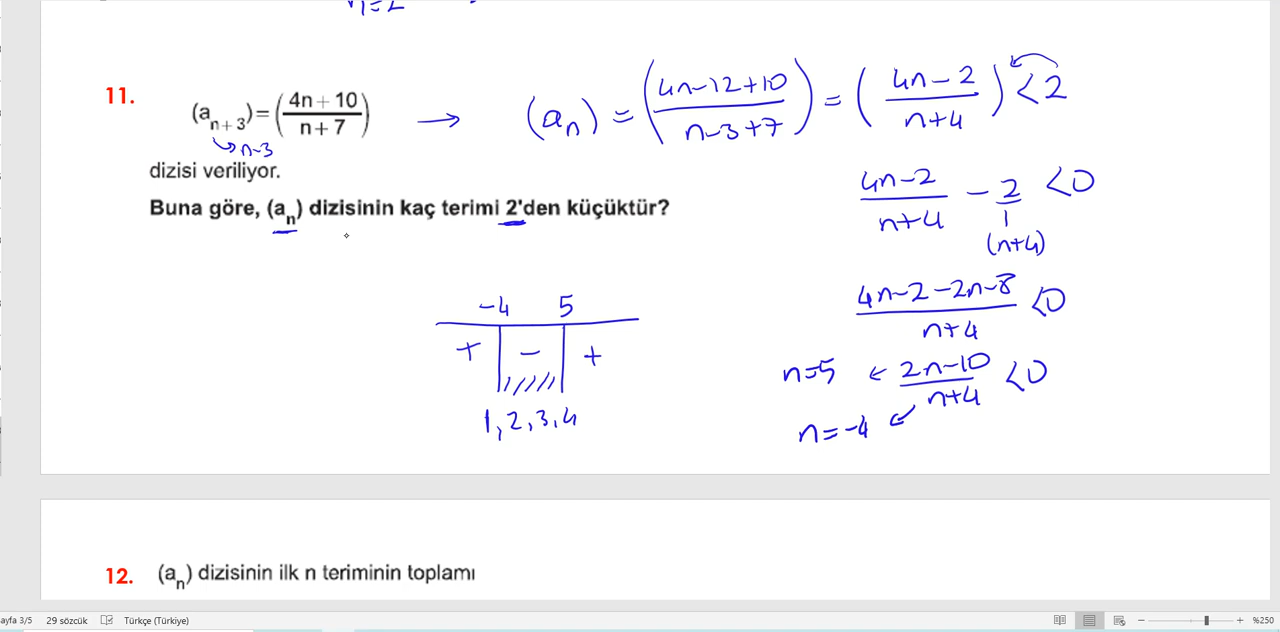 n=2
11. (a_{n+3}) = ((4n+10)/(n+7)) → (a_n) = ((4n-12+10)/(n-3+7)) = ((4n-2)/(n+4)) < 2
↳ n-3
dizisi veriliyor.
Buna göre, (a_n) dizisinin kaç terimi 2'den küçüktür?
(4n-2)/(n+4) - 2/1 < 0
(n+4)
(4n-2-2n-8)/(n+4) < 0
n=5 ← (2n-10)/(n+4) < 0
n=-4 ↙
-4 5
+ - +
1, 2, 3, 4
12. (a_n) dizisinin ilk n teriminin toplamı
ayfa 3/5 29 sözcük Türkçe (Türkiye) − + %250